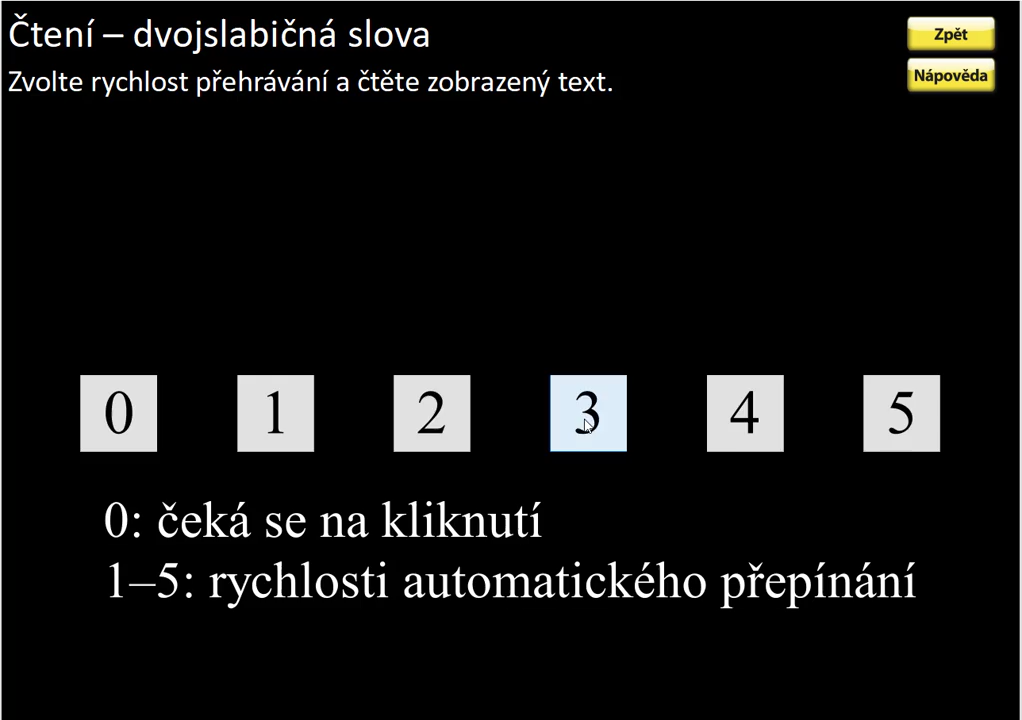 Čtení – dvojslabičná slova
Zpět
Zvolte rychlost přehrávání a čtěte zobrazený text.
Nápověda
0 1 2 3 4 5
0: čeká se na kliknutí
1–5: rychlosti automatického přepínání